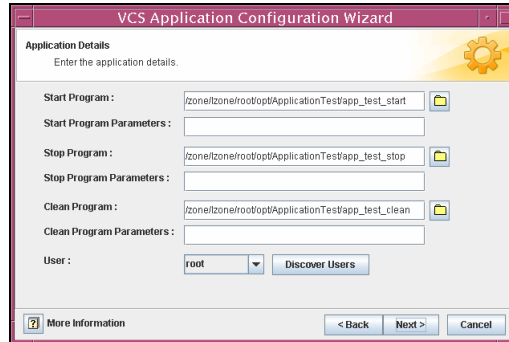 VCS Application Configuration Wizard
Application Details
Enter the application details.
Start Program :
/zone/lzone/root/opt/ApplicationTest/app_test_start
Start Program Parameters :
Stop Program :
/zone/lzone/root/opt/ApplicationTest/app_test_stop
Stop Program Parameters :
Clean Program :
/zone/lzone/root/opt/ApplicationTest/app_test_clean
Clean Program Parameters :
User :
root
Discover Users
? More Information
< Back
Next >
Cancel